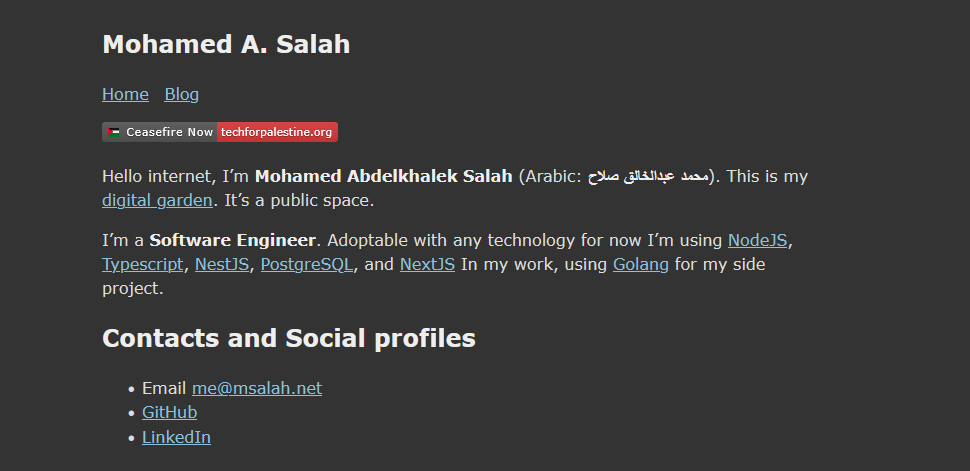 Mohamed A. Salah
Home Blog
Ceasefire Now techforpalestine.org
Hello internet, I’m Mohamed Abdelkhalek Salah (Arabic: محمد عبدالخالق صلاح). This is my
digital garden. It’s a public space.
I’m a Software Engineer. Adoptable with any technology for now I’m using NodeJS,
Typescript, NestJS, PostgreSQL, and NextJS In my work, using Golang for my side
project.
Contacts and Social profiles
• Email me@msalah.net
• GitHub
• LinkedIn